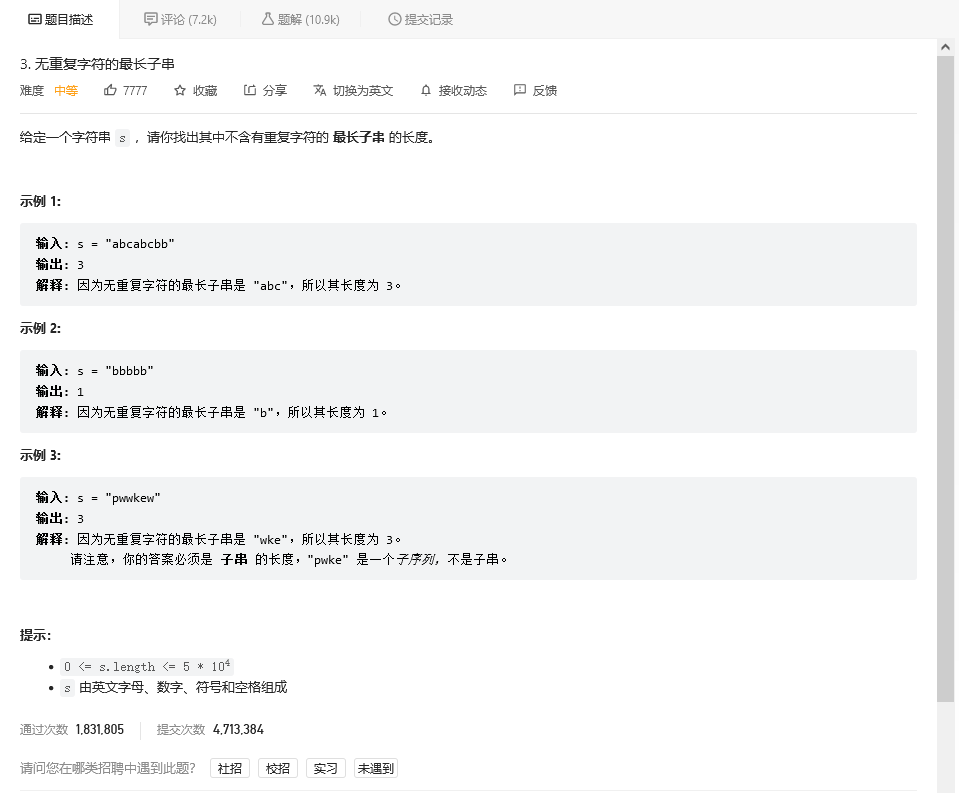 题目描述 评论 (7.2k) 题解 (10.9k) 提交记录
3. 无重复字符的最长子串
难度 中等 7777 收藏 分享 切换为英文 接收动态 反馈
给定一个字符串 s ，请你找出其中不含有重复字符的 最长子串 的长度。
示例 1:
输入: s = "abcabcbb"
输出: 3
解释: 因为无重复字符的最长子串是 "abc"，所以其长度为 3。
示例 2:
输入: s = "bbbbb"
输出: 1
解释: 因为无重复字符的最长子串是 "b"，所以其长度为 1。
示例 3:
输入: s = "pwwkew"
输出: 3
解释: 因为无重复字符的最长子串是 "wke"，所以其长度为 3。
请注意，你的答案必须是 子串 的长度，"pwke" 是一个子序列，不是子串。
提示：
• 0 <= s.length <= 5 * 10⁴
• s 由英文字母、数字、符号和空格组成
通过次数 1,831,805 提交次数 4,713,384
请问您在哪类招聘中遇到此题？ 社招 校招 实习 未遇到